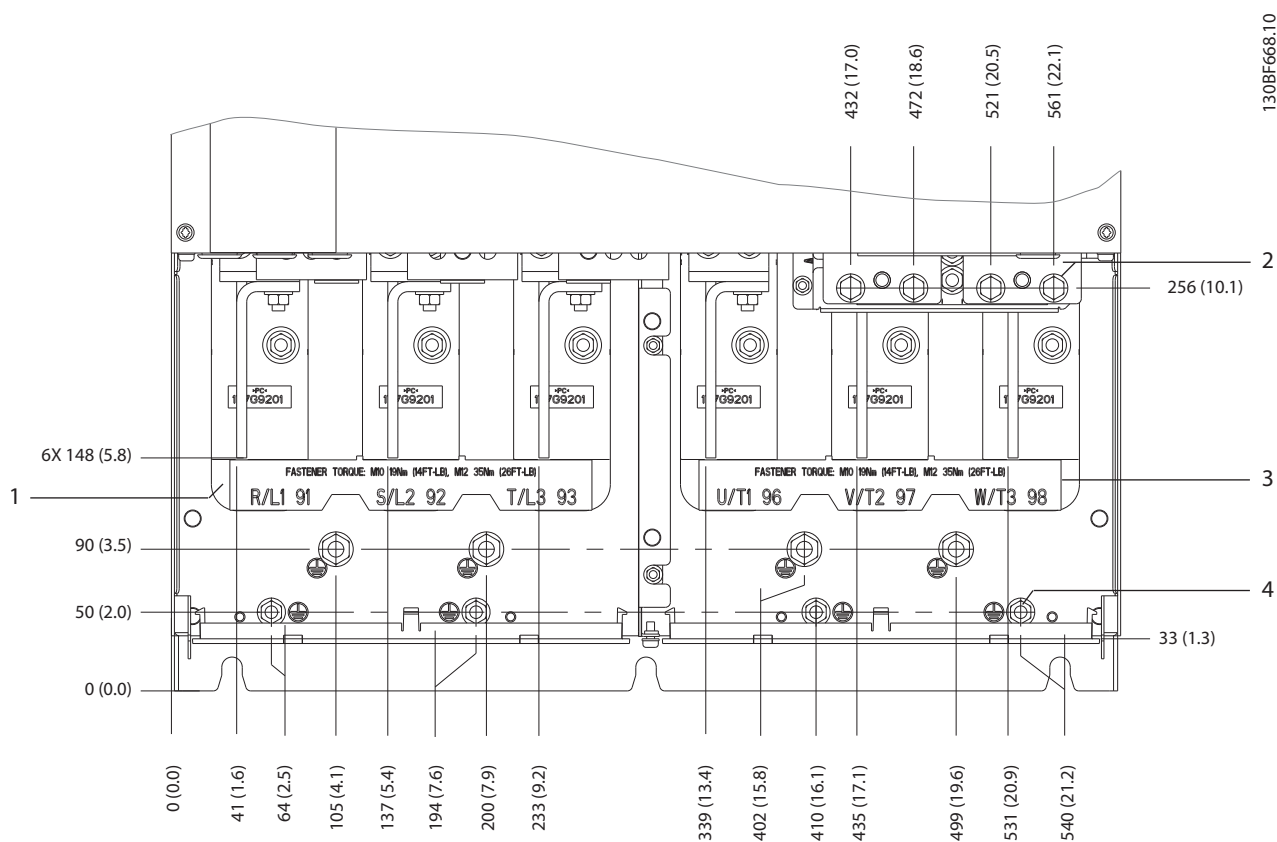 130BF668.10
432 (17.0)
472 (18.6)
521 (20.5)
561 (22.1)
2
256 (10.1)
PC
PC
PC
PC
PC
PC
6X 148 (5.8)
FASTENER TORQUE: M10 19Nm (14FT-LB), M12 35Nm (26FT-LB)
FASTENER TORQUE: M10 19Nm (14FT-LB), M12 35Nm (26FT-LB)
1
R/L1 91 S/L2 92 T/L3 93
U/T1 96 V/T2 97 W/T3 98
3
90 (3.5)
50 (2.0)
4
33 (1.3)
0 (0.0)
0 (0.0)
41 (1.6)
64 (2.5)
105 (4.1)
137 (5.4)
194 (7.6)
200 (7.9)
233 (9.2)
339 (13.4)
402 (15.8)
410 (16.1)
435 (17.1)
499 (19.6)
531 (20.9)
540 (21.2)